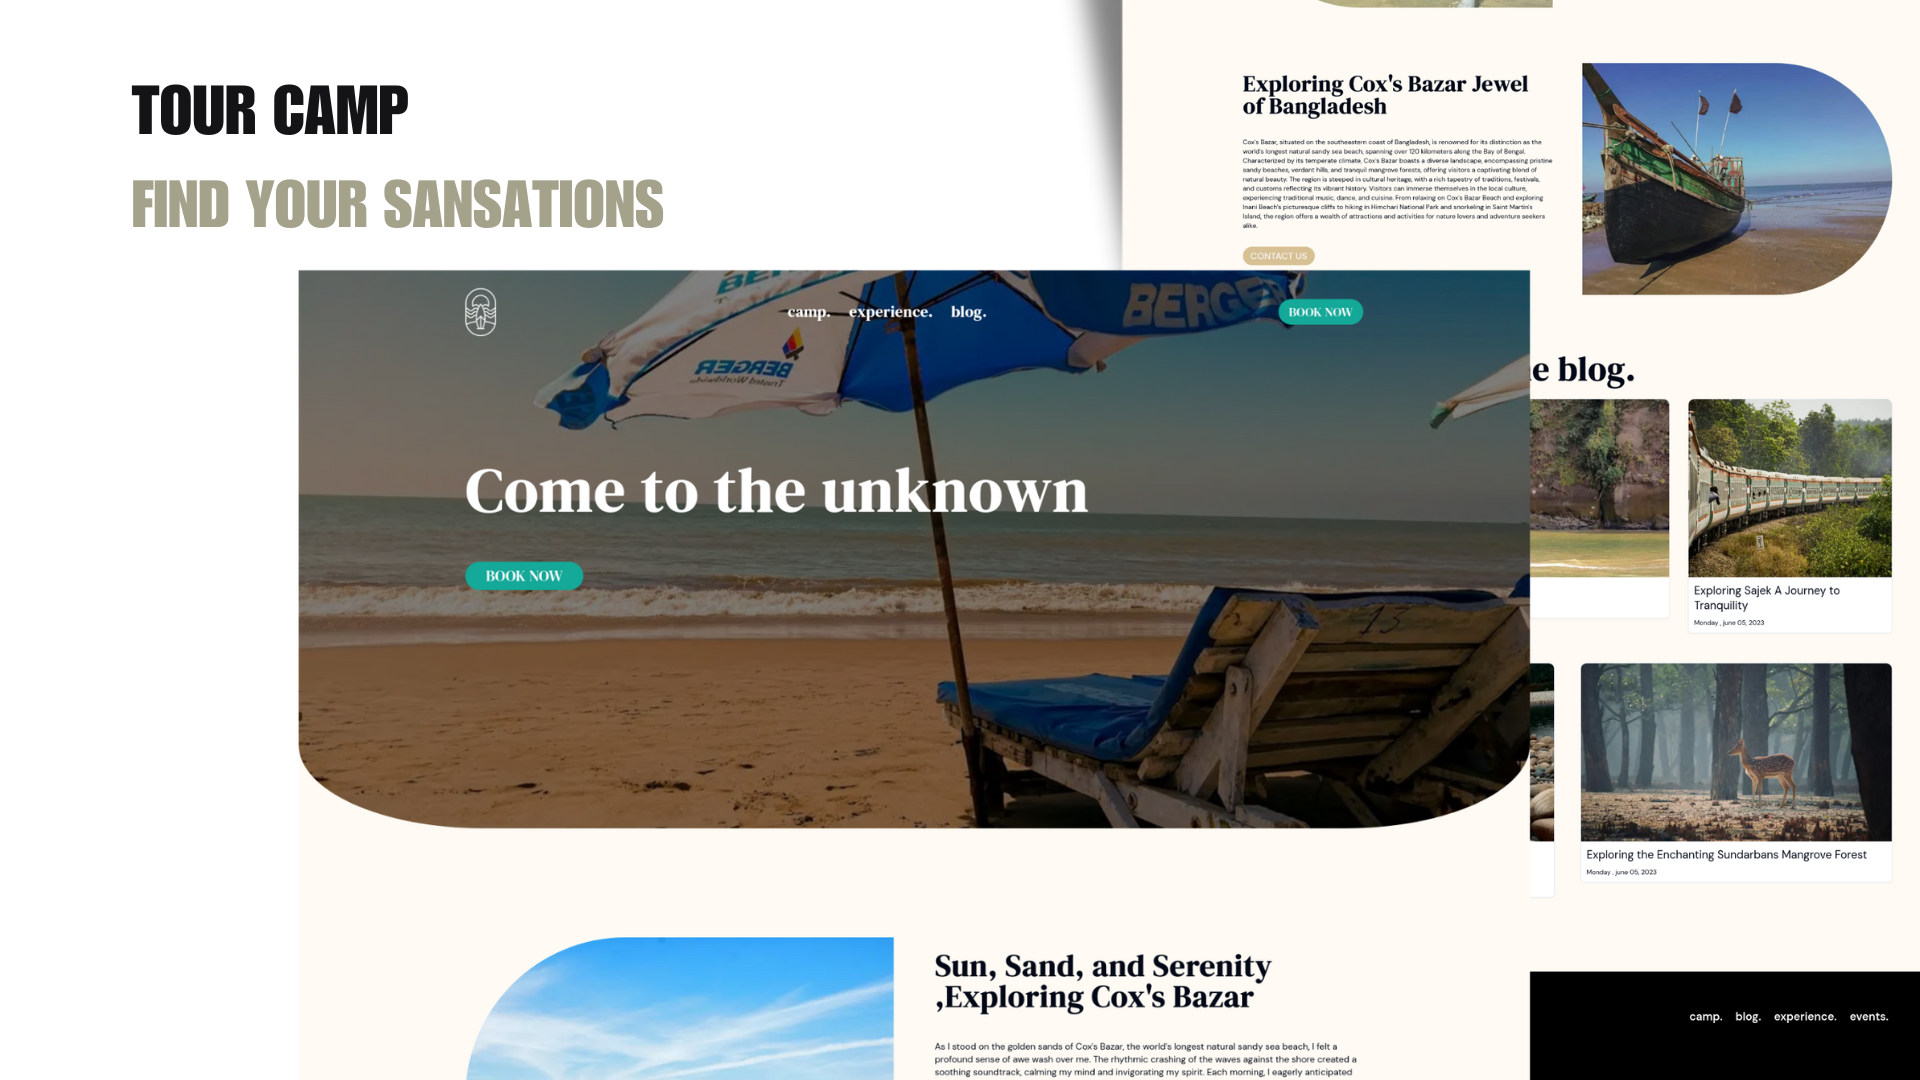 TOUR CAMP
FIND YOUR SANSATIONS
Exploring Cox's Bazar Jewel
of Bangladesh
Cox's Bazar, situated on the southeastern coast of Bangladesh, is renowned for its distinction as the
world's longest natural sandy sea beach, spanning over 120 kilometers along the Bay of Bengal.
Characterized by its temperate climate, Cox's Bazar boasts a diverse landscape, encompassing pristine
sandy beaches, verdant hills, and tranquil mangrove forests, offering visitors a captivating blend of
natural beauty. The region is steeped in cultural heritage, with a rich tapestry of traditions, festivals,
and customs reflecting its vibrant history. Visitors can immerse themselves in the local culture,
experiencing traditional music, dance, and cuisine. From relaxing on Cox's Bazar Beach and exploring
Inani Beach's picturesque cliffs to hiking in Himchari National Park and snorkeling in Saint Martin's
Island, the region offers a wealth of attractions and activities for nature lovers and adventure seekers
alike.
CONTACT US
camp. experience. blog.
BOOK NOW
BERGER
BERGER
Trusted Worldwide
Come to the unknown
BOOK NOW
13
e blog.
Exploring Sajek A Journey to
Tranquility
Monday , june 05, 2023
Exploring the Enchanting Sundarbans Mangrove Forest
Monday , june 05, 2023
Sun, Sand, and Serenity
,Exploring Cox's Bazar
As I stood on the golden sands of Cox's Bazar, the world's longest natural sandy sea beach, I felt a
profound sense of awe wash over me. The rhythmic crashing of the waves against the shore created a
soothing soundtrack, calming my mind and invigorating my spirit. Each morning, I eagerly anticipated
camp. blog. experience. events.